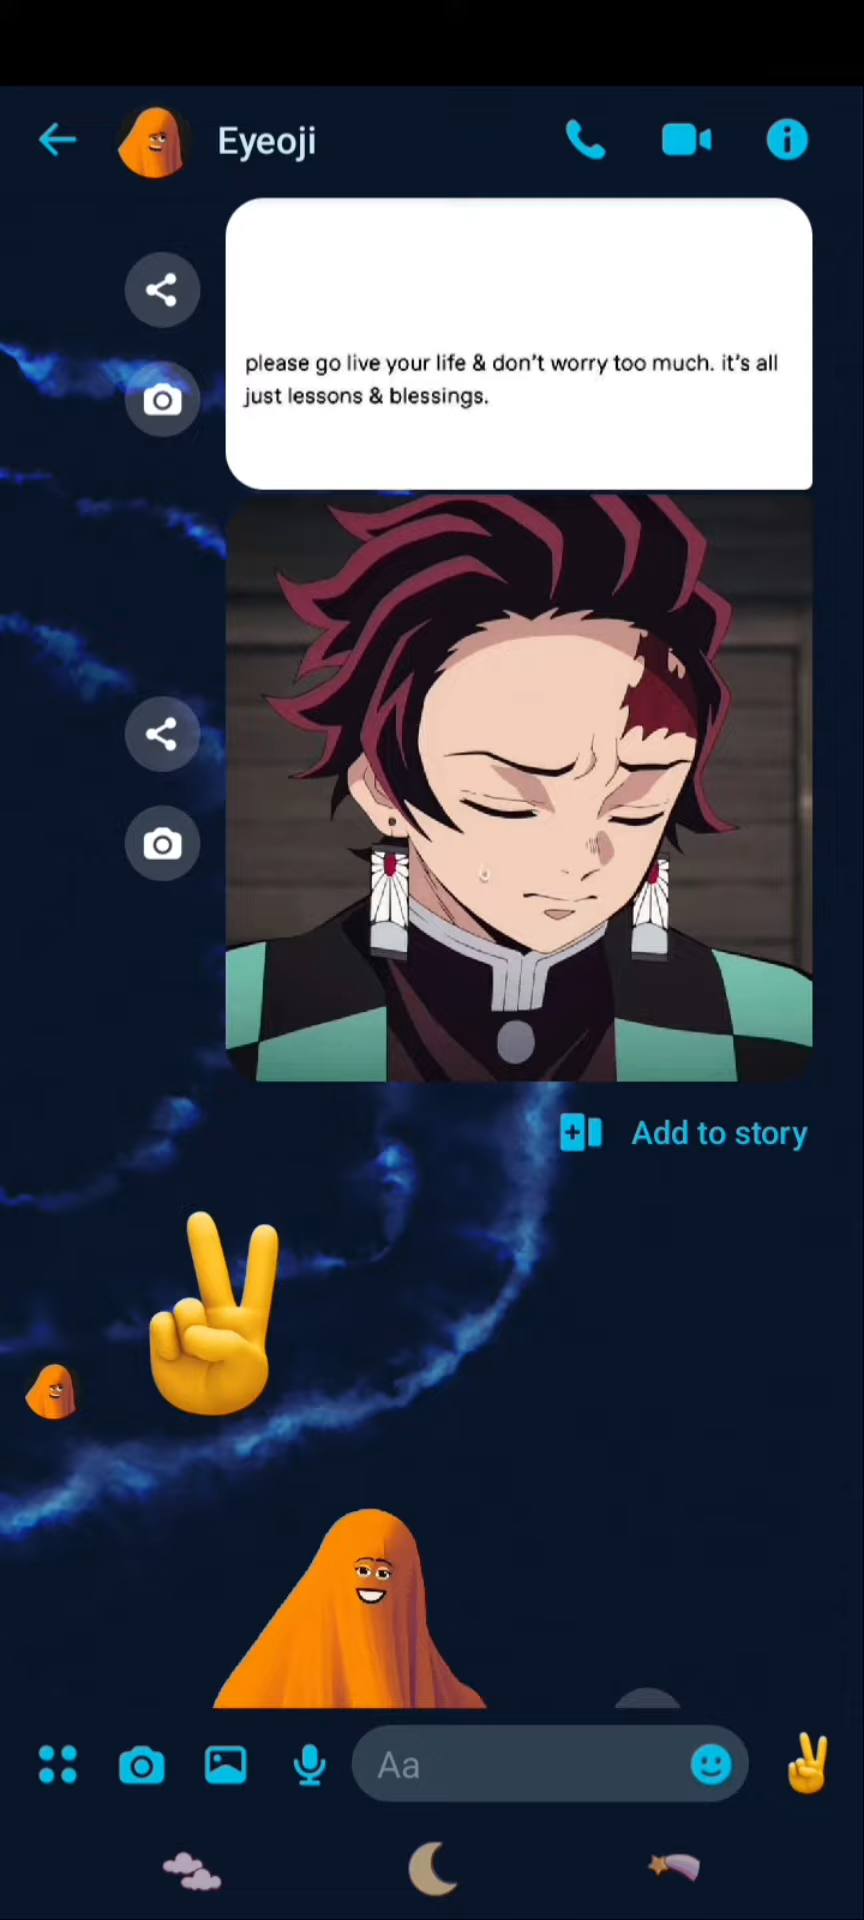 Eyeoji
please go live your life & don't worry too much. it's all
just lessons & blessings.
Add to story
Aa